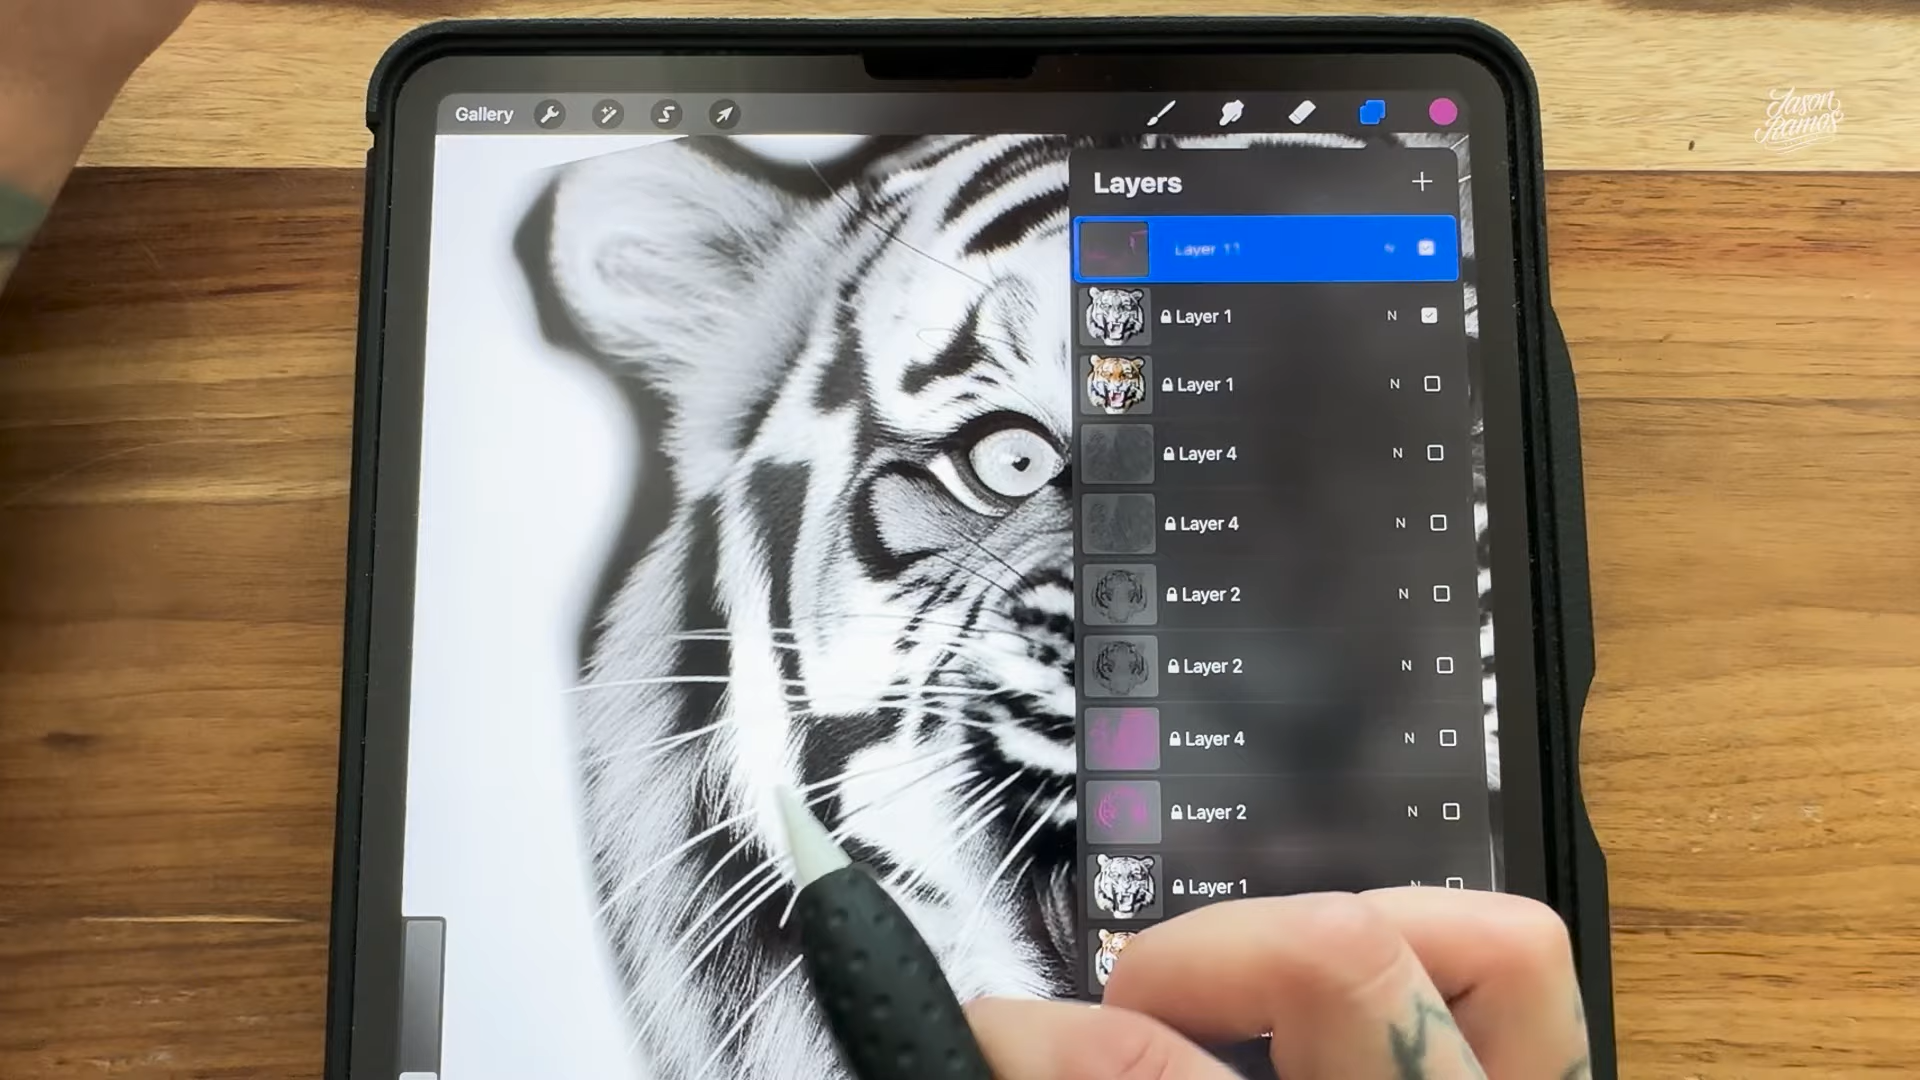 Gallery
Jason
Ramos
Layers
Layer 11 N
Layer 1 N
Layer 1 N
Layer 4 N
Layer 4 N
Layer 2 N
Layer 2 N
Layer 4 N
Layer 2 N
Layer 1 N